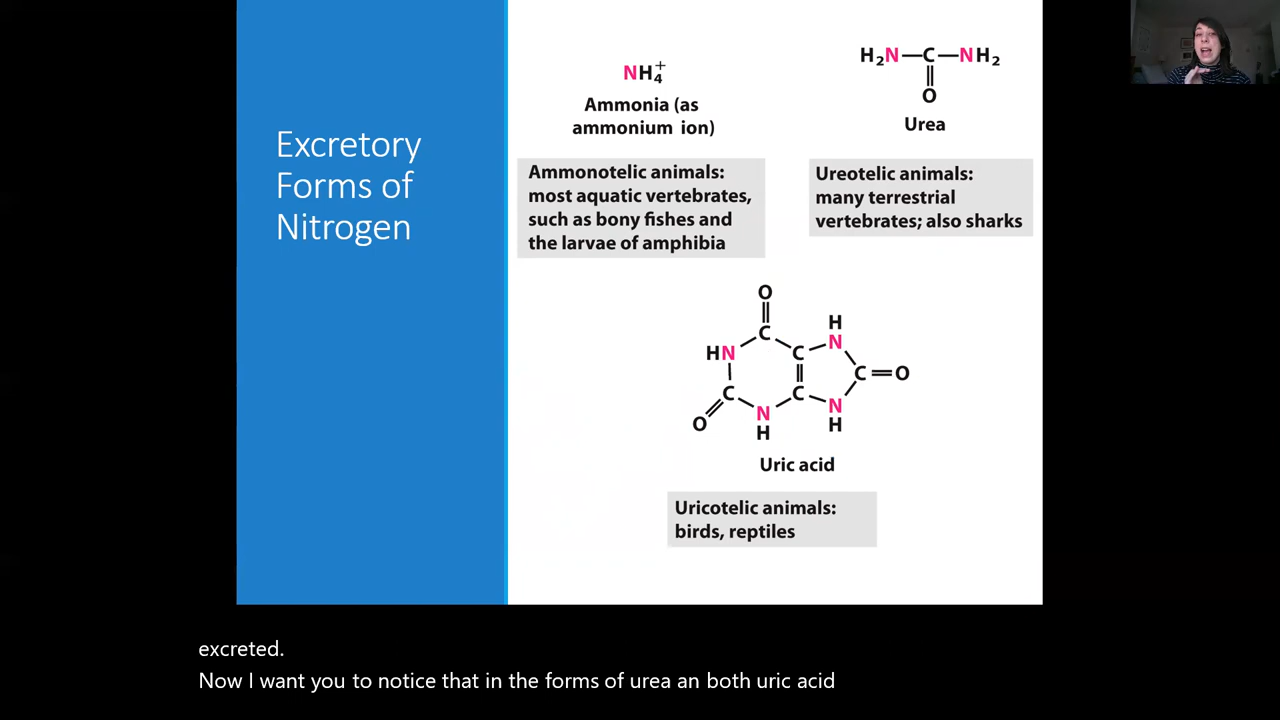 Excretory
Forms of
Nitrogen
NH4+
Ammonia (as
ammonium ion)
H2N—C—NH2
O
Urea
Ammonotelic animals:
most aquatic vertebrates,
such as bony fishes and
the larvae of amphibia
Ureotelic animals:
many terrestrial
vertebrates; also sharks
O
C
H
N
HN
C
C=O
C
C
O
N
H
N
H
Uric acid
Uricotelic animals:
birds, reptiles
excreted.
Now I want you to notice that in the forms of urea an both uric acid